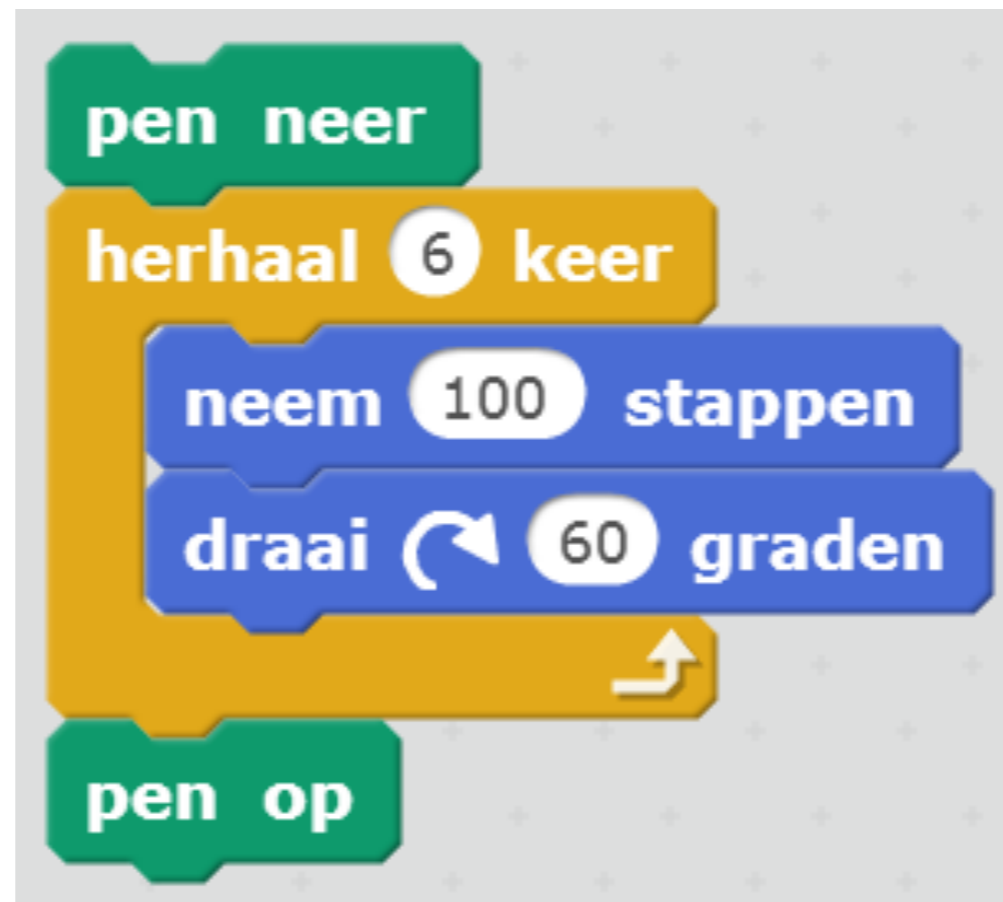 pen neer
herhaal 6 keer
neem 100 stappen
draai 60 graden
pen op